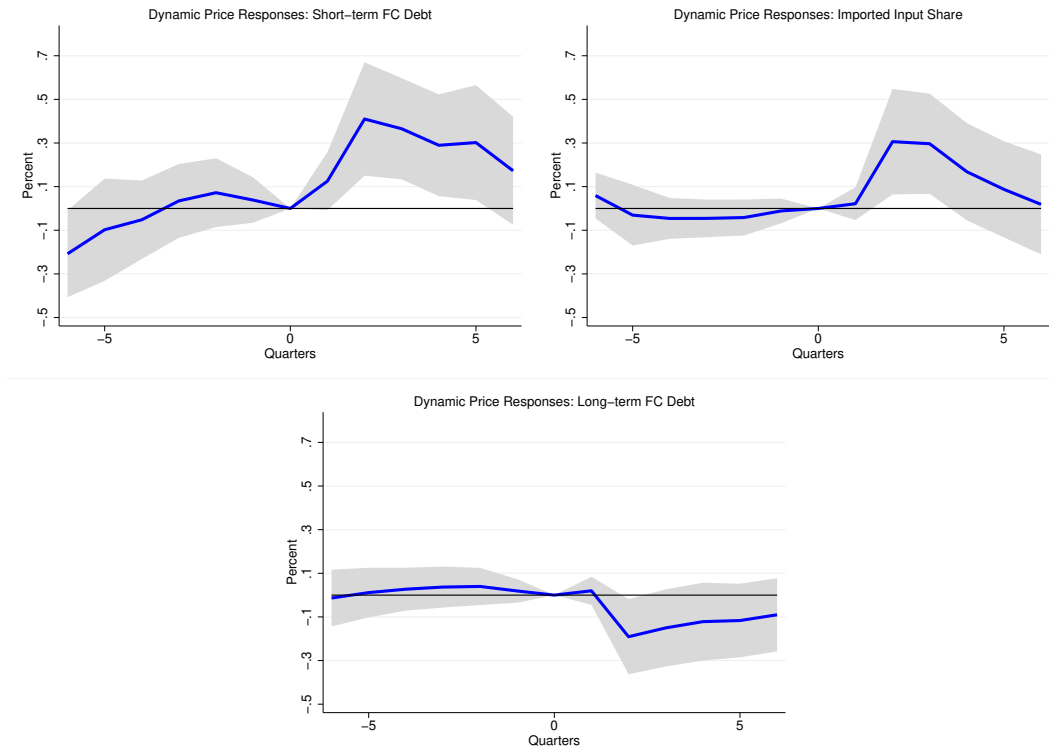 Dynamic Price Responses: Short−term FC Debt
Percent
.7
.5
.3
.1
−.1
−.3
−.5
−5 0 5
Quarters
Dynamic Price Responses: Imported Input Share
Percent
.7
.5
.3
.1
−.1
−.3
−.5
−5 0 5
Quarters
Dynamic Price Responses: Long−term FC Debt
Percent
.7
.5
.3
.1
−.1
−.3
−.5
−5 0 5
Quarters